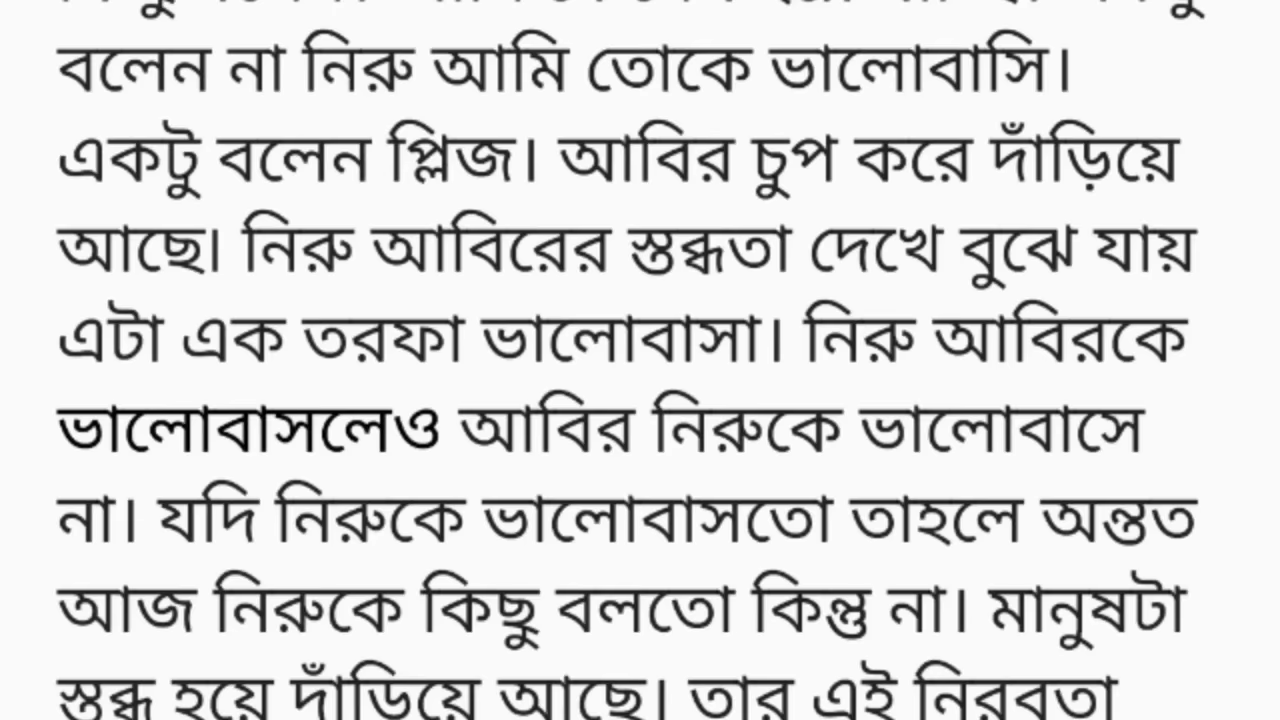 বলেন না নিরু আমি তোকে ভালোবাসি।
একটু বলেন প্লিজ। আবির চুপ করে দাঁড়িয়ে
আছে। নিরু আবিরের স্তব্ধতা দেখে বুঝে যায়
এটা এক তরফা ভালোবাসা। নিরু আবিরকে
ভালোবাসলেও আবির নিরুকে ভালোবাসে
না। যদি নিরুকে ভালোবাসতো তাহলে অন্তত
আজ নিরুকে কিছু বলতো কিন্তু না। মানুষটা
স্তব্ধ হয়ে দাঁড়িয়ে আছে। তার এই নিরবতা